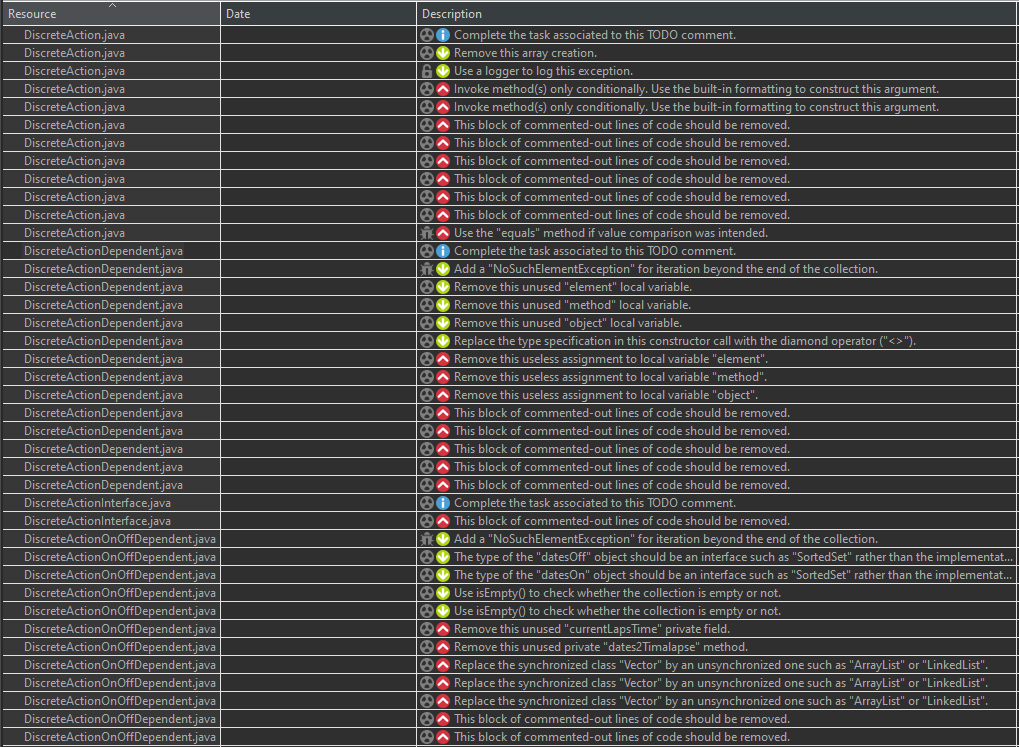 Resource Date Description
DiscreteAction.java Complete the task associated to this TODO comment.
DiscreteAction.java Remove this array creation.
DiscreteAction.java Use a logger to log this exception.
DiscreteAction.java Invoke method(s) only conditionally. Use the built-in formatting to construct this argument.
DiscreteAction.java Invoke method(s) only conditionally. Use the built-in formatting to construct this argument.
DiscreteAction.java This block of commented-out lines of code should be removed.
DiscreteAction.java This block of commented-out lines of code should be removed.
DiscreteAction.java This block of commented-out lines of code should be removed.
DiscreteAction.java This block of commented-out lines of code should be removed.
DiscreteAction.java This block of commented-out lines of code should be removed.
DiscreteAction.java This block of commented-out lines of code should be removed.
DiscreteAction.java Use the "equals" method if value comparison was intended.
DiscreteActionDependent.java Complete the task associated to this TODO comment.
DiscreteActionDependent.java Add a "NoSuchElementException" for iteration beyond the end of the collection.
DiscreteActionDependent.java Remove this unused "element" local variable.
DiscreteActionDependent.java Remove this unused "method" local variable.
DiscreteActionDependent.java Remove this unused "object" local variable.
DiscreteActionDependent.java Replace the type specification in this constructor call with the diamond operator ("<>").
DiscreteActionDependent.java Remove this useless assignment to local variable "element".
DiscreteActionDependent.java Remove this useless assignment to local variable "method".
DiscreteActionDependent.java Remove this useless assignment to local variable "object".
DiscreteActionDependent.java This block of commented-out lines of code should be removed.
DiscreteActionDependent.java This block of commented-out lines of code should be removed.
DiscreteActionDependent.java This block of commented-out lines of code should be removed.
DiscreteActionDependent.java This block of commented-out lines of code should be removed.
DiscreteActionDependent.java This block of commented-out lines of code should be removed.
DiscreteActionInterface.java Complete the task associated to this TODO comment.
DiscreteActionInterface.java This block of commented-out lines of code should be removed.
DiscreteActionOnOffDependent.java Add a "NoSuchElementException" for iteration beyond the end of the collection.
DiscreteActionOnOffDependent.java The type of the "datesOff" object should be an interface such as "SortedSet" rather than the implementat...
DiscreteActionOnOffDependent.java The type of the "datesOn" object should be an interface such as "SortedSet" rather than the implementat...
DiscreteActionOnOffDependent.java Use isEmpty() to check whether the collection is empty or not.
DiscreteActionOnOffDependent.java Use isEmpty() to check whether the collection is empty or not.
DiscreteActionOnOffDependent.java Remove this unused "currentLapsTime" private field.
DiscreteActionOnOffDependent.java Remove this unused private "dates2Timalapse" method.
DiscreteActionOnOffDependent.java Replace the synchronized class "Vector" by an unsynchronized one such as "ArrayList" or "LinkedList".
DiscreteActionOnOffDependent.java Replace the synchronized class "Vector" by an unsynchronized one such as "ArrayList" or "LinkedList".
DiscreteActionOnOffDependent.java Replace the synchronized class "Vector" by an unsynchronized one such as "ArrayList" or "LinkedList".
DiscreteActionOnOffDependent.java This block of commented-out lines of code should be removed.
DiscreteActionOnOffDependent.java This block of commented-out lines of code should be removed.